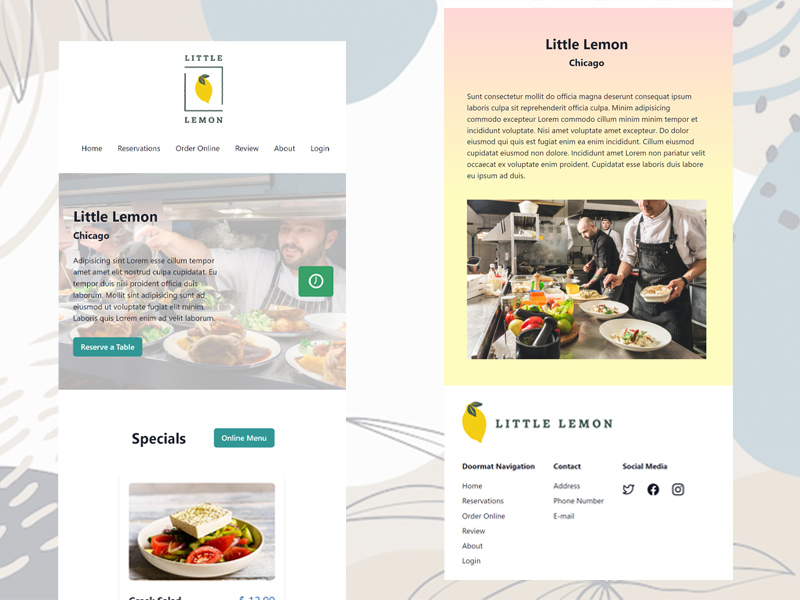 LITTLE
LEMON
Home Reservations Order Online Review About Login
Little Lemon
Chicago
Adipisicing sint Lorem esse cillum tempor
amet amet elit nostrud culpa cupidatat. Eu
tempor duis nisi proident officia duis
laborum. Mollit sint adipisicing sunt ad
eiusmod ut voluptate fugiat elit minim.
Laboris quis Lorem enim ad velit laborum.
Reserve a Table
Specials
Online Menu
Greek Salad $ 12.99
Little Lemon
Chicago
Sunt consectetur mollit do officia magna deserunt consequat ipsum
laboris culpa sit reprehenderit officia culpa. Minim adipisicing
commodo excepteur Lorem commodo cillum minim minim tempor et
incididunt voluptate. Nisi amet voluptate amet excepteur. Do dolor
eiusmod qui quis est fugiat enim ea enim incididunt. Cillum eiusmod
cupidatat eiusmod non dolore. Incididunt amet Lorem non pariatur velit
occaecat ex voluptate enim proident. Cupidatat esse laboris duis labore
eu ipsum ad duis.
LITTLE LEMON
Doormat Navigation
Home
Reservations
Order Online
Review
About
Login
Contact
Address
Phone Number
E-mail
Social Media